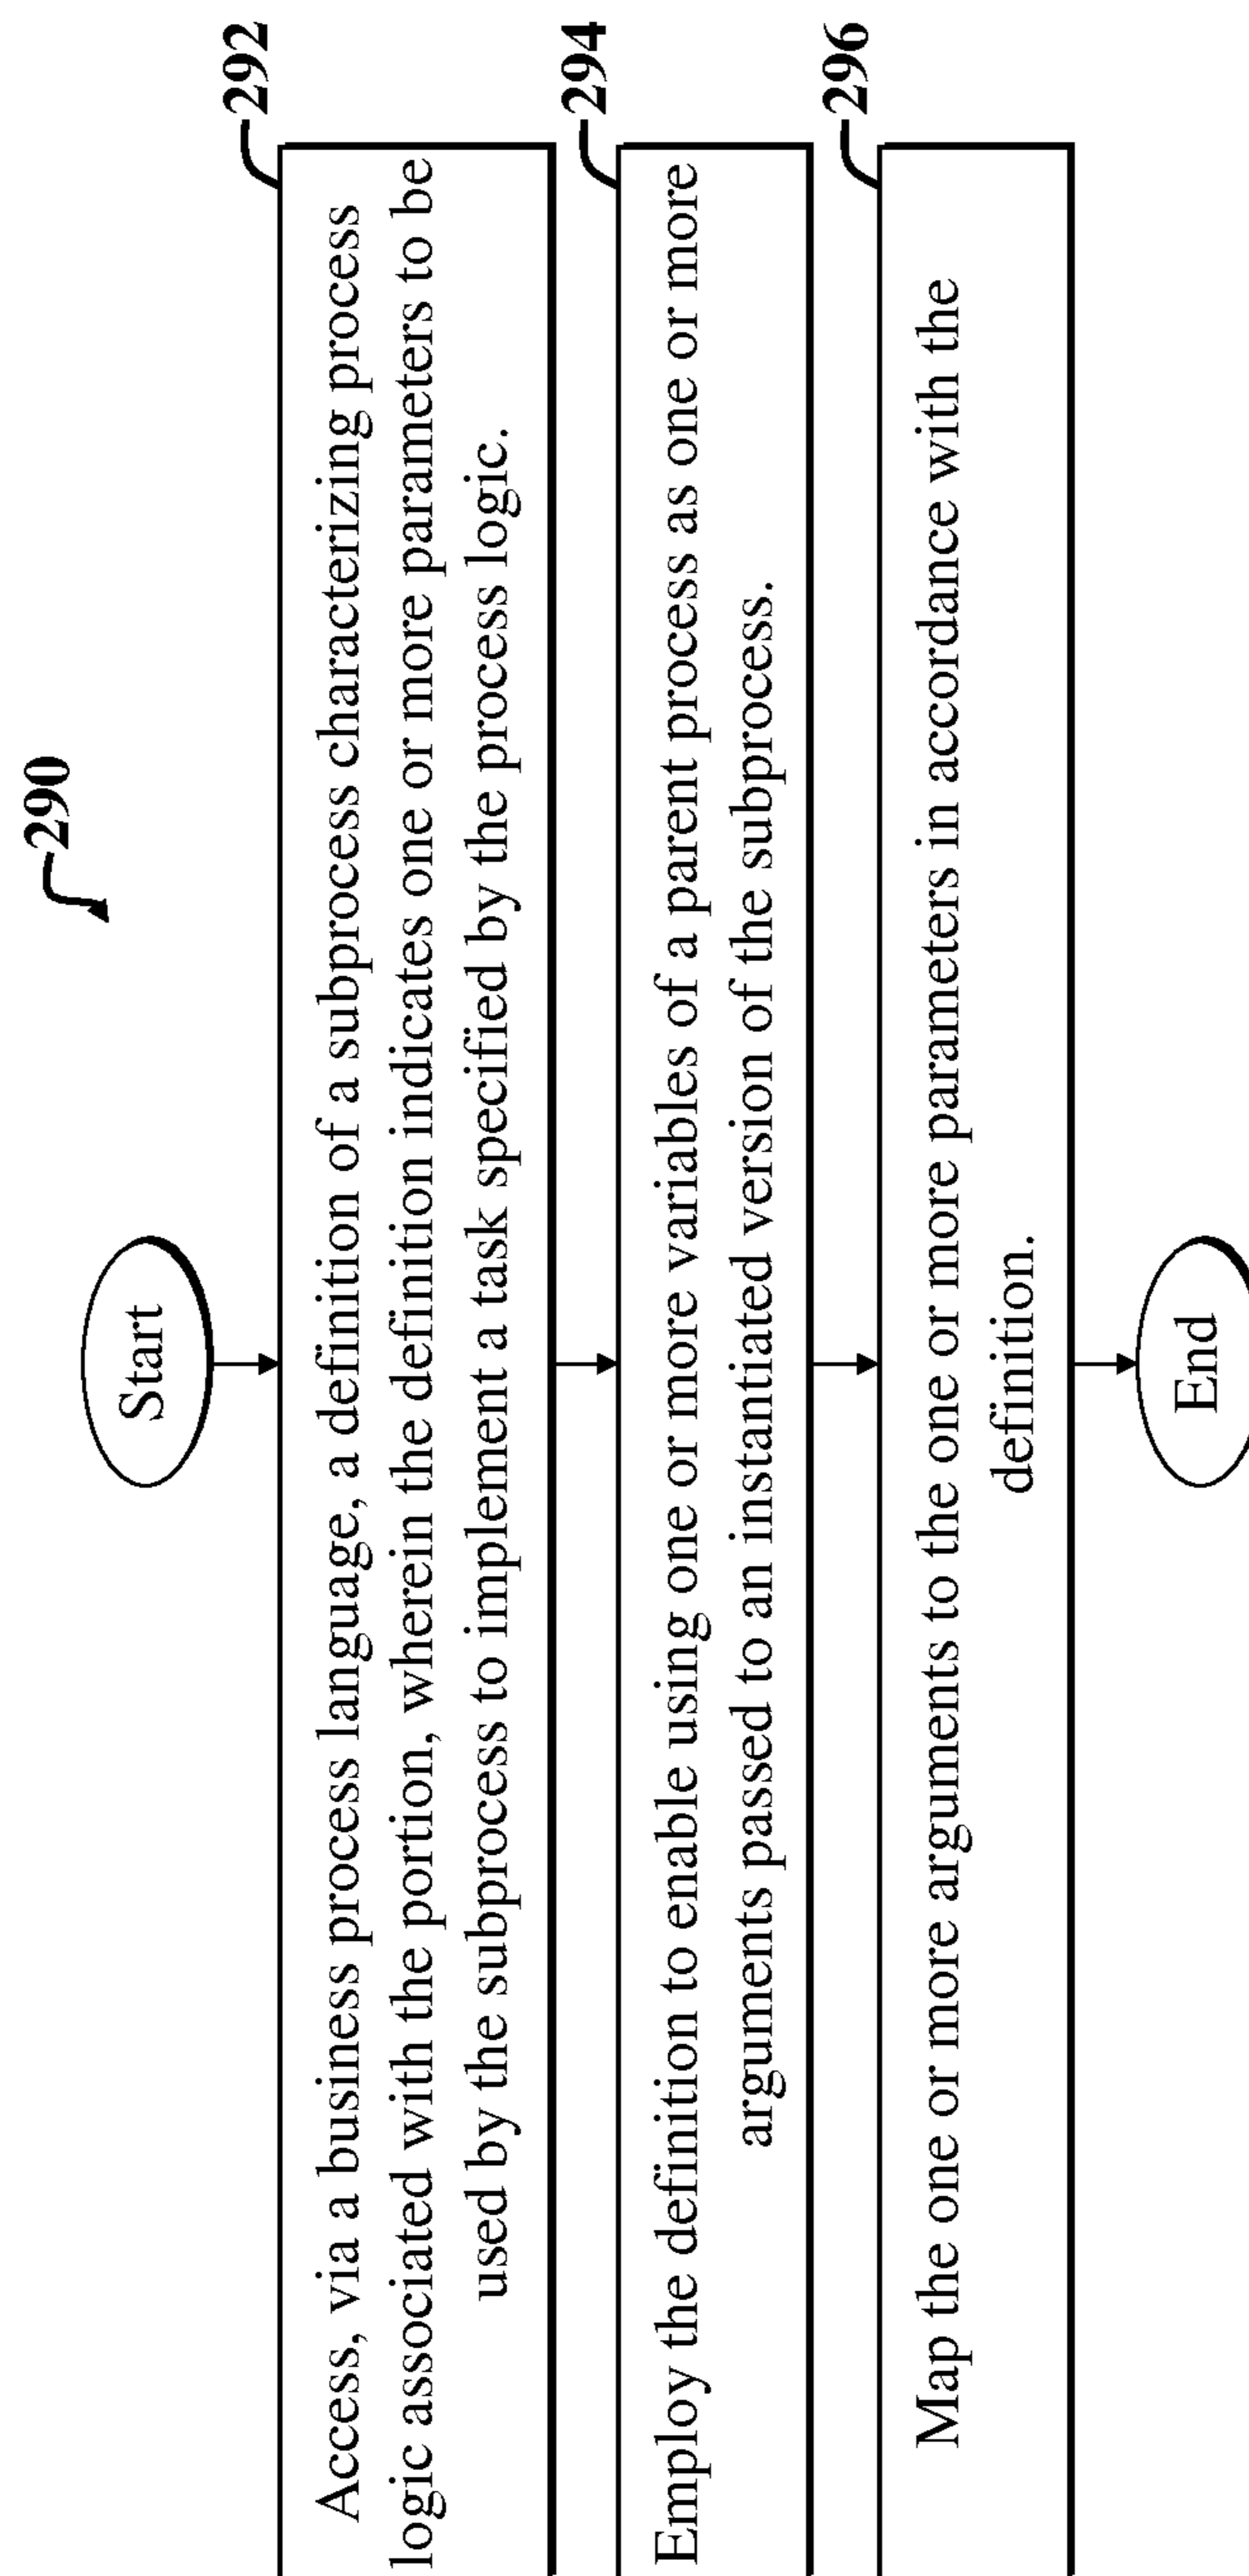 290
Start
292
Access, via a business process language, a definition of a subprocess characterizing process
logic associated with the portion, wherein the definition indicates one or more parameters to be
used by the subprocess to implement a task specified by the process logic.
294
Employ the definition to enable using one or more variables of a parent process as one or more
arguments passed to an instantiated version of the subprocess.
296
Map the one or more arguments to the one or more parameters in accordance with the
definition.
End